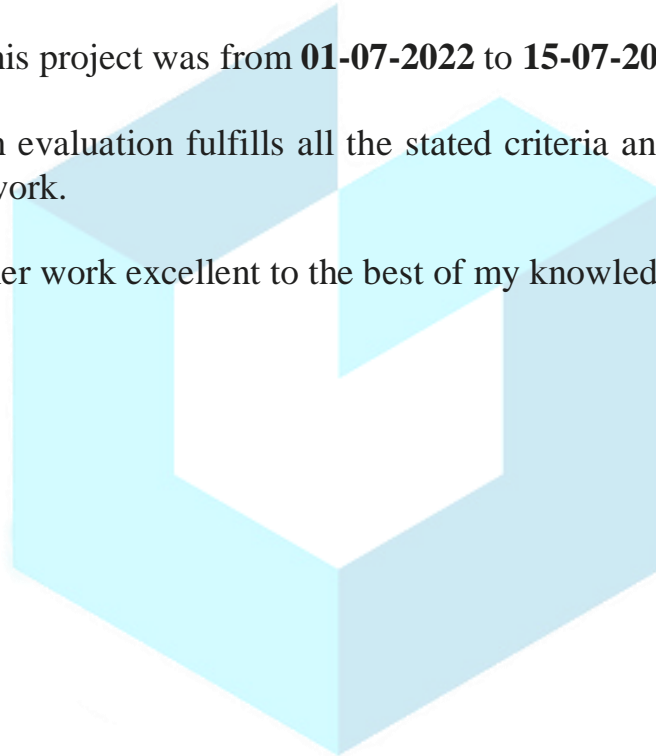 his project was from 01-07-2022 to 15-07-20
evaluation fulfills all the stated criteria an
work.
er work excellent to the best of my knowled